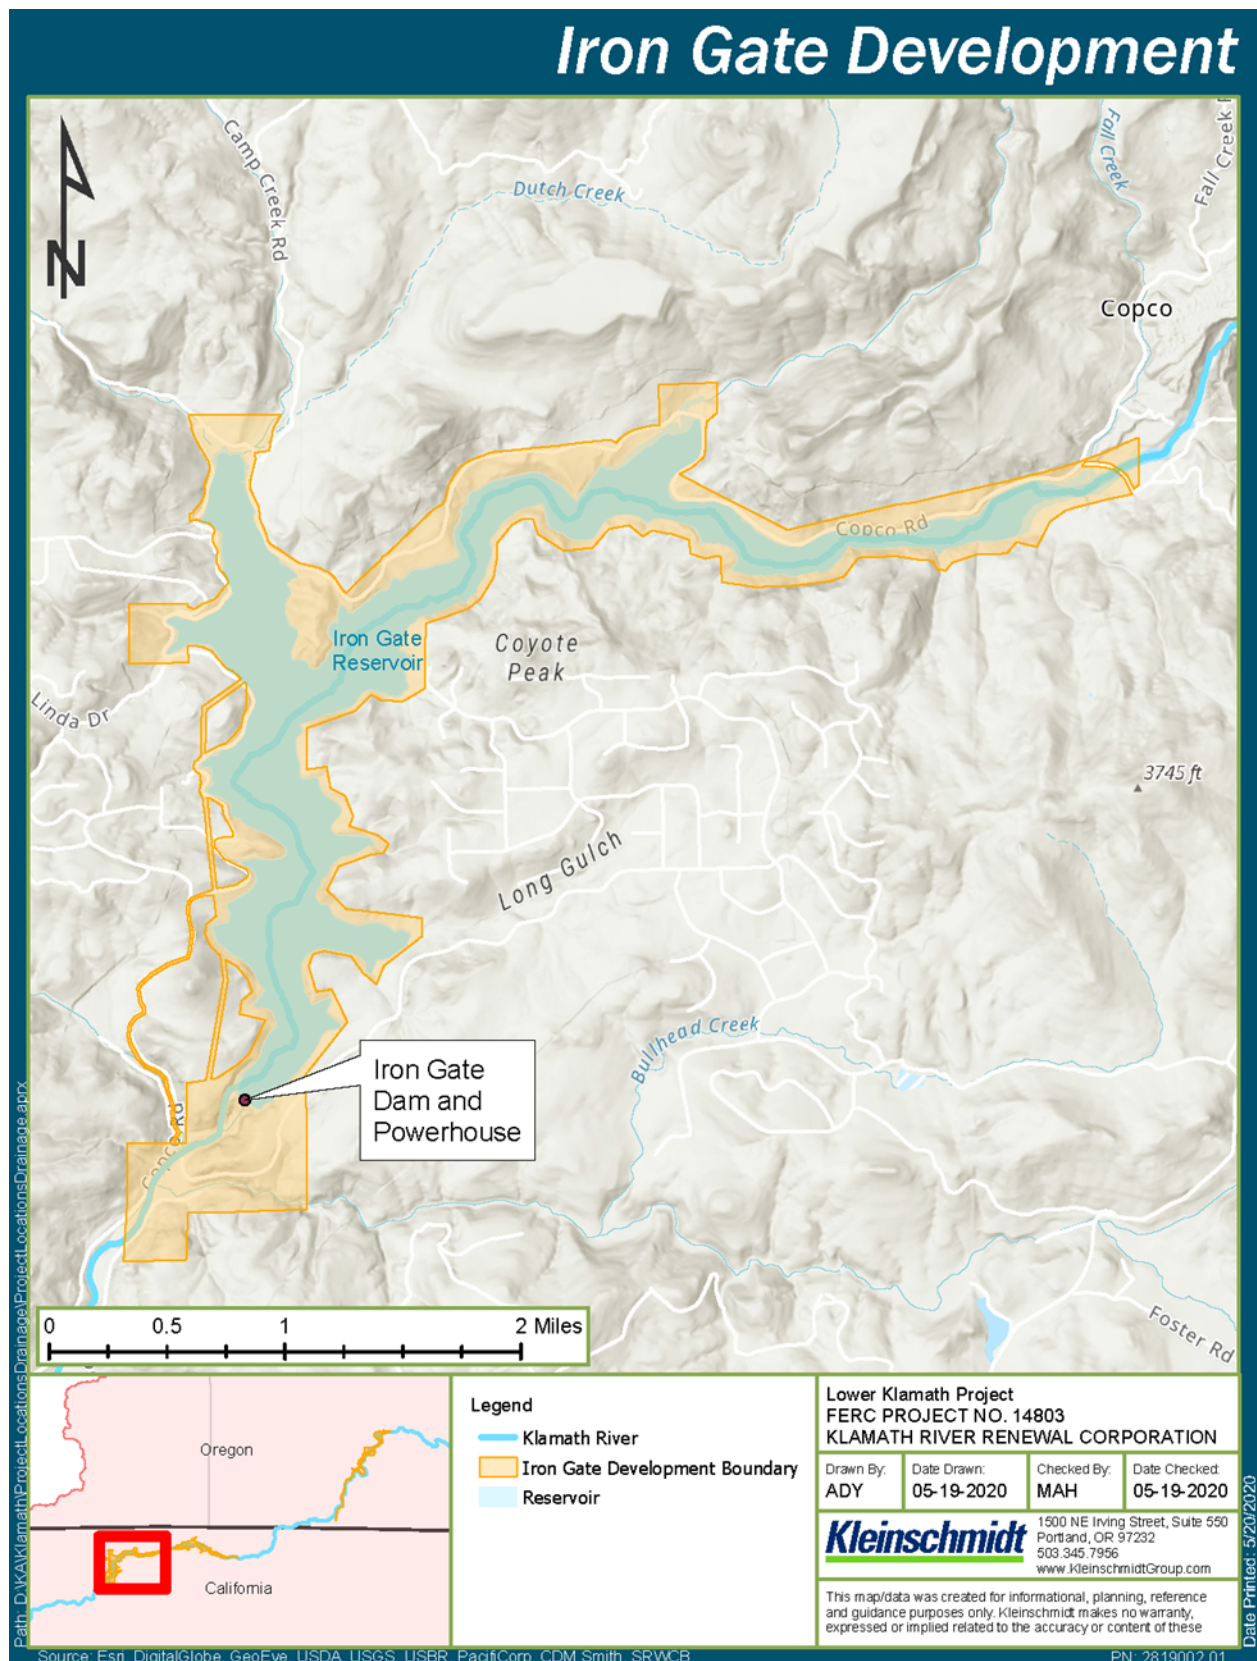 Iron Gate Development
Camp Creek Rd
Dutch Creek
Fall Creek
Fall Creek
N
Copco
Copco Rd
Iron Gate
Reservoir
Coyote
Peak
Linda Dr
3745 ft
Long Gulch
Bullhead Creek
Iron Gate
Dam and
Powerhouse
Copco Rd
Foster Rd
0 0.5 1 2 Miles
Oregon
California
Legend
Klamath River
Iron Gate Development Boundary
Reservoir
Lower Klamath Project
FERC PROJECT NO. 14803
KLAMATH RIVER RENEWAL CORPORATION
Drawn By: Date Drawn: Checked By: Date Checked:
ADY 05-19-2020 MAH 05-19-2020
Kleinschmidt
1500 NE Irving Street, Suite 550
Portland, OR 97232
503.345.7956
www.KleinschmidtGroup.com
This map/data was created for informational, planning, reference
and guidance purposes only. Kleinschmidt makes no warranty,
expressed or implied related to the accuracy or content of these
Path: D:\KA\Klamath\ProjectLocationsDrainage\ProjectLocationsDrainage.aprx
Date Printed: 5/20/2020
Source: Esri, DigitalGlobe, GeoEye, USDA, USGS, USBR, PacifiCorp, CDM Smith, SRWCB
PN: 2819002.01